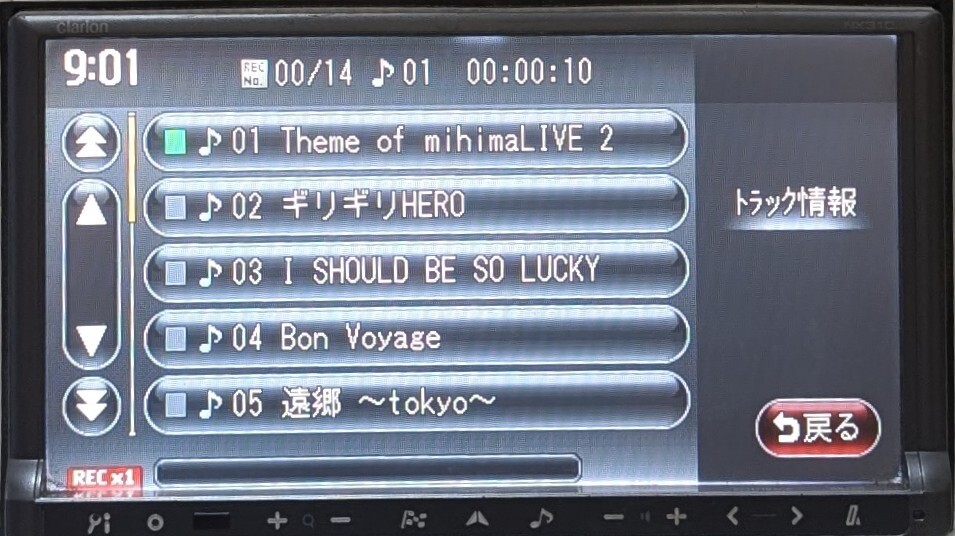 clarion
9:01
REC No. 00/14 ♪01 00:00:10
01 Theme of mihimaLIVE 2
02 ギリギリHERO
03 I SHOULD BE SO LUCKY
04 Bon Voyage
05 遠郷 ～tokyo～
トラック情報
戻る
REC x1